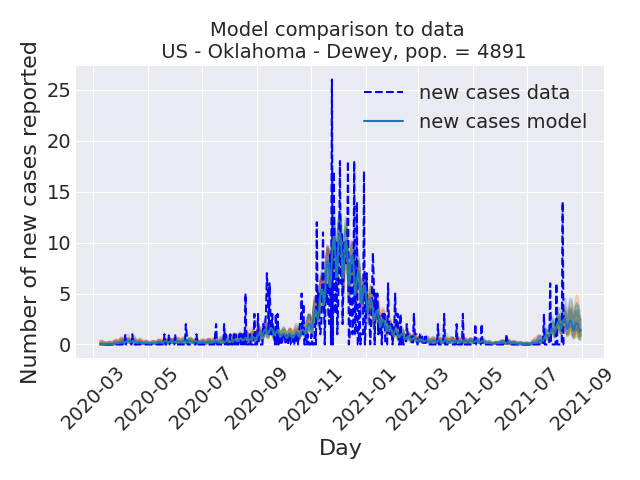 Model comparison to data
US - Oklahoma - Dewey, pop. = 4891
Number of new cases reported
25
20
15
10
5
0
new cases data
new cases model
2020-03
2020-05
2020-07
2020-09
2020-11
2021-01
2021-03
2021-05
2021-07
2021-09
Day